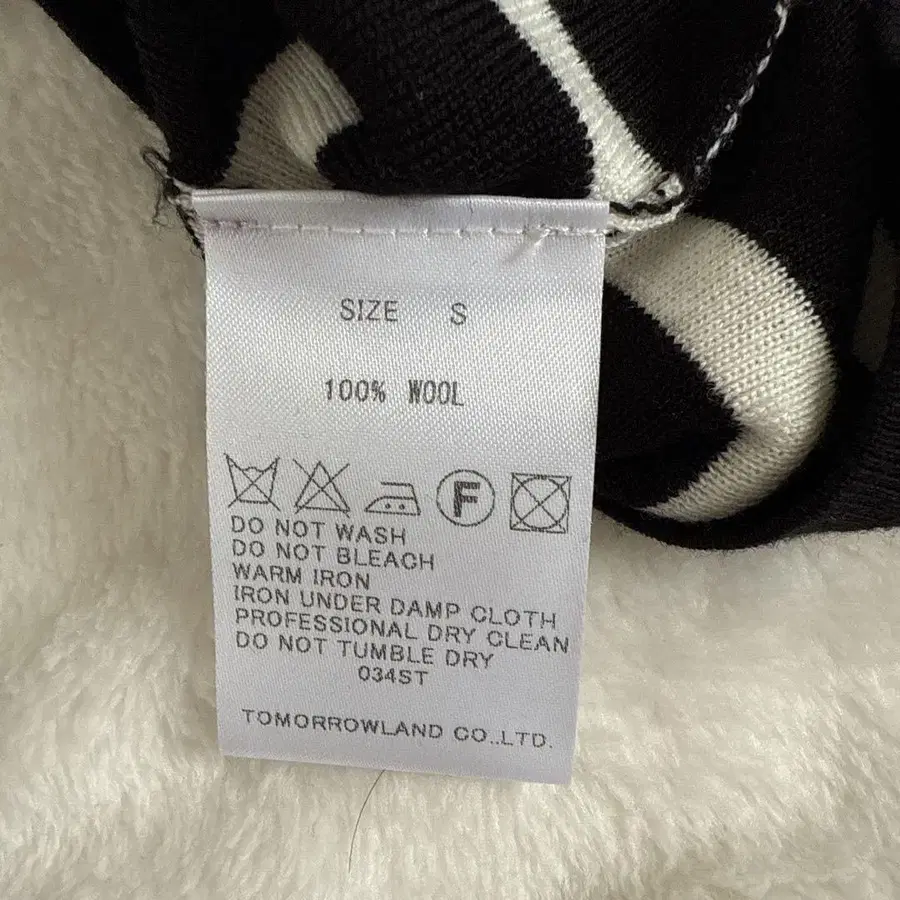 SIZE S
100% WOOL
F
DO NOT WASH
DO NOT BLEACH
WARM IRON
IRON UNDER DAMP CLOTH
PROFESSIONAL DRY CLEAN
DO NOT TUMBLE DRY
034ST
TOMORROWLAND CO.,LTD.